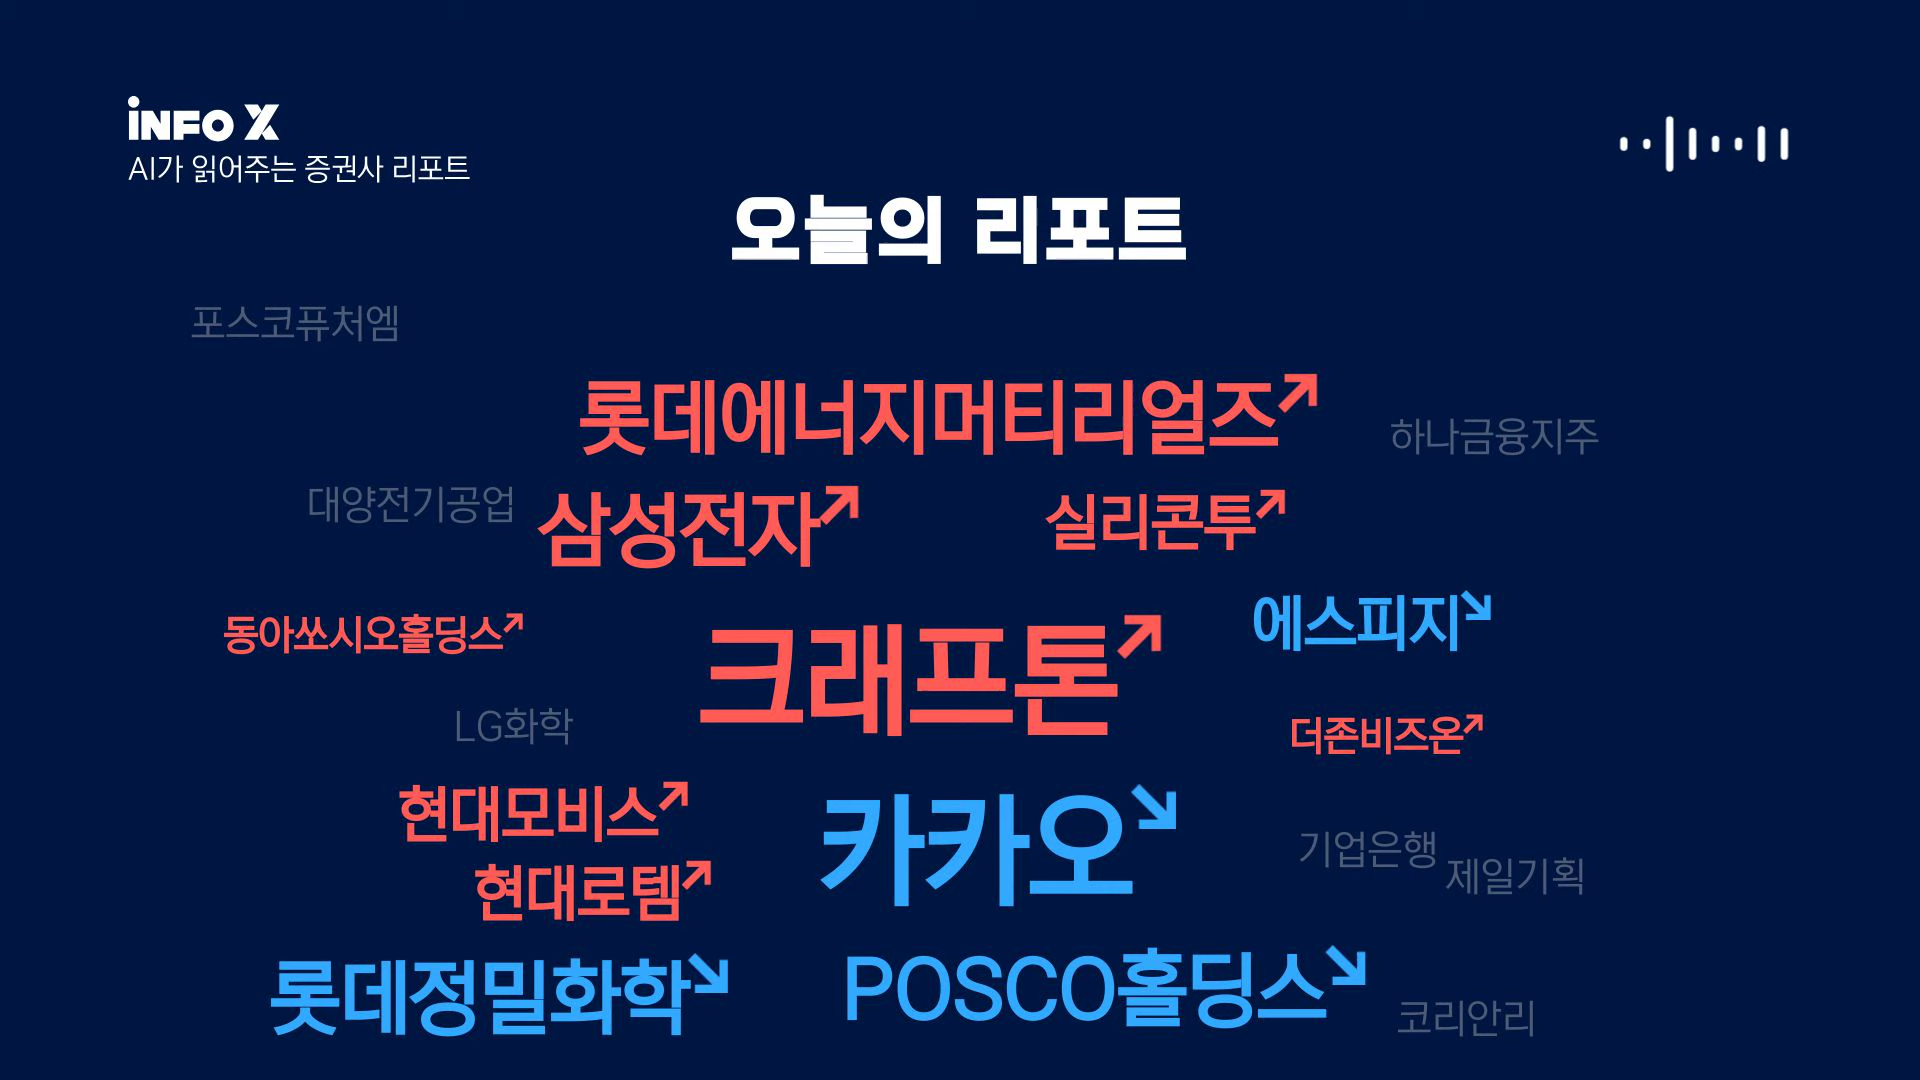 INFO X
AI가 읽어주는 증권사 리포트
오늘의 리포트
포스코퓨처엠
롯데에너지머티리얼즈↗
하나금융지주
대양전기공업
삼성전자↗
실리콘투↗
에스피지↘
동아쏘시오홀딩스↗
크래프톤↗
LG화학
더존비즈온↗
현대모비스↗
카카오↘
기업은행
제일기획
현대로템↗
롯데정밀화학↘
POSCO홀딩스↘
코리안리